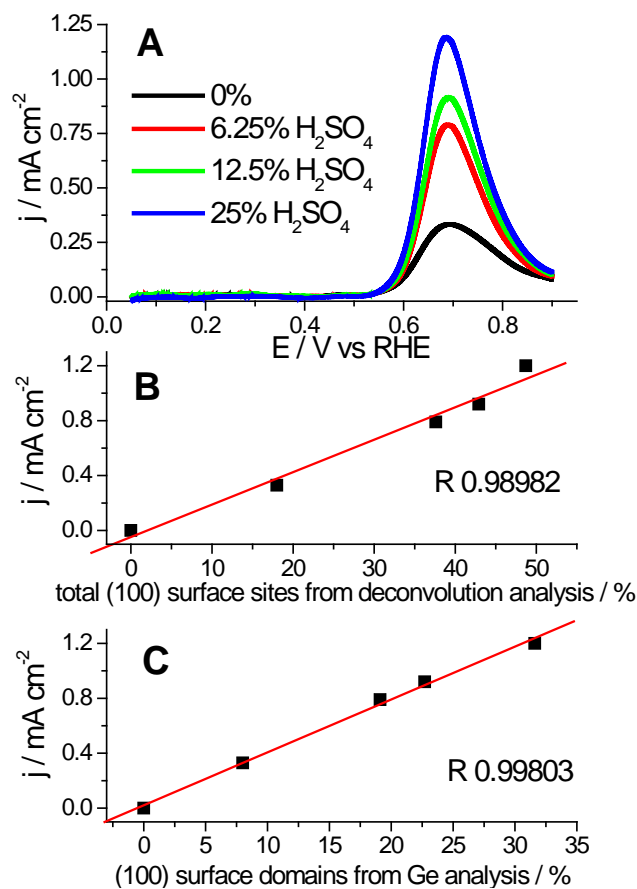 A
j / mA cm⁻²
1.25
1.00
0.75
0.50
0.25
0.00
0%
6.25% H₂SO₄
12.5% H₂SO₄
25% H₂SO₄
0.0 0.2 0.4 0.6 0.8
E / V vs RHE
B
j / mA cm⁻²
1.2
0.8
0.4
0.0
R 0.98982
0 10 20 30 40 50
total (100) surface sites from deconvolution analysis / %
C
j / mA cm⁻²
1.2
0.8
0.4
0.0
R 0.99803
0 5 10 15 20 25 30 35
(100) surface domains from Ge analysis / %